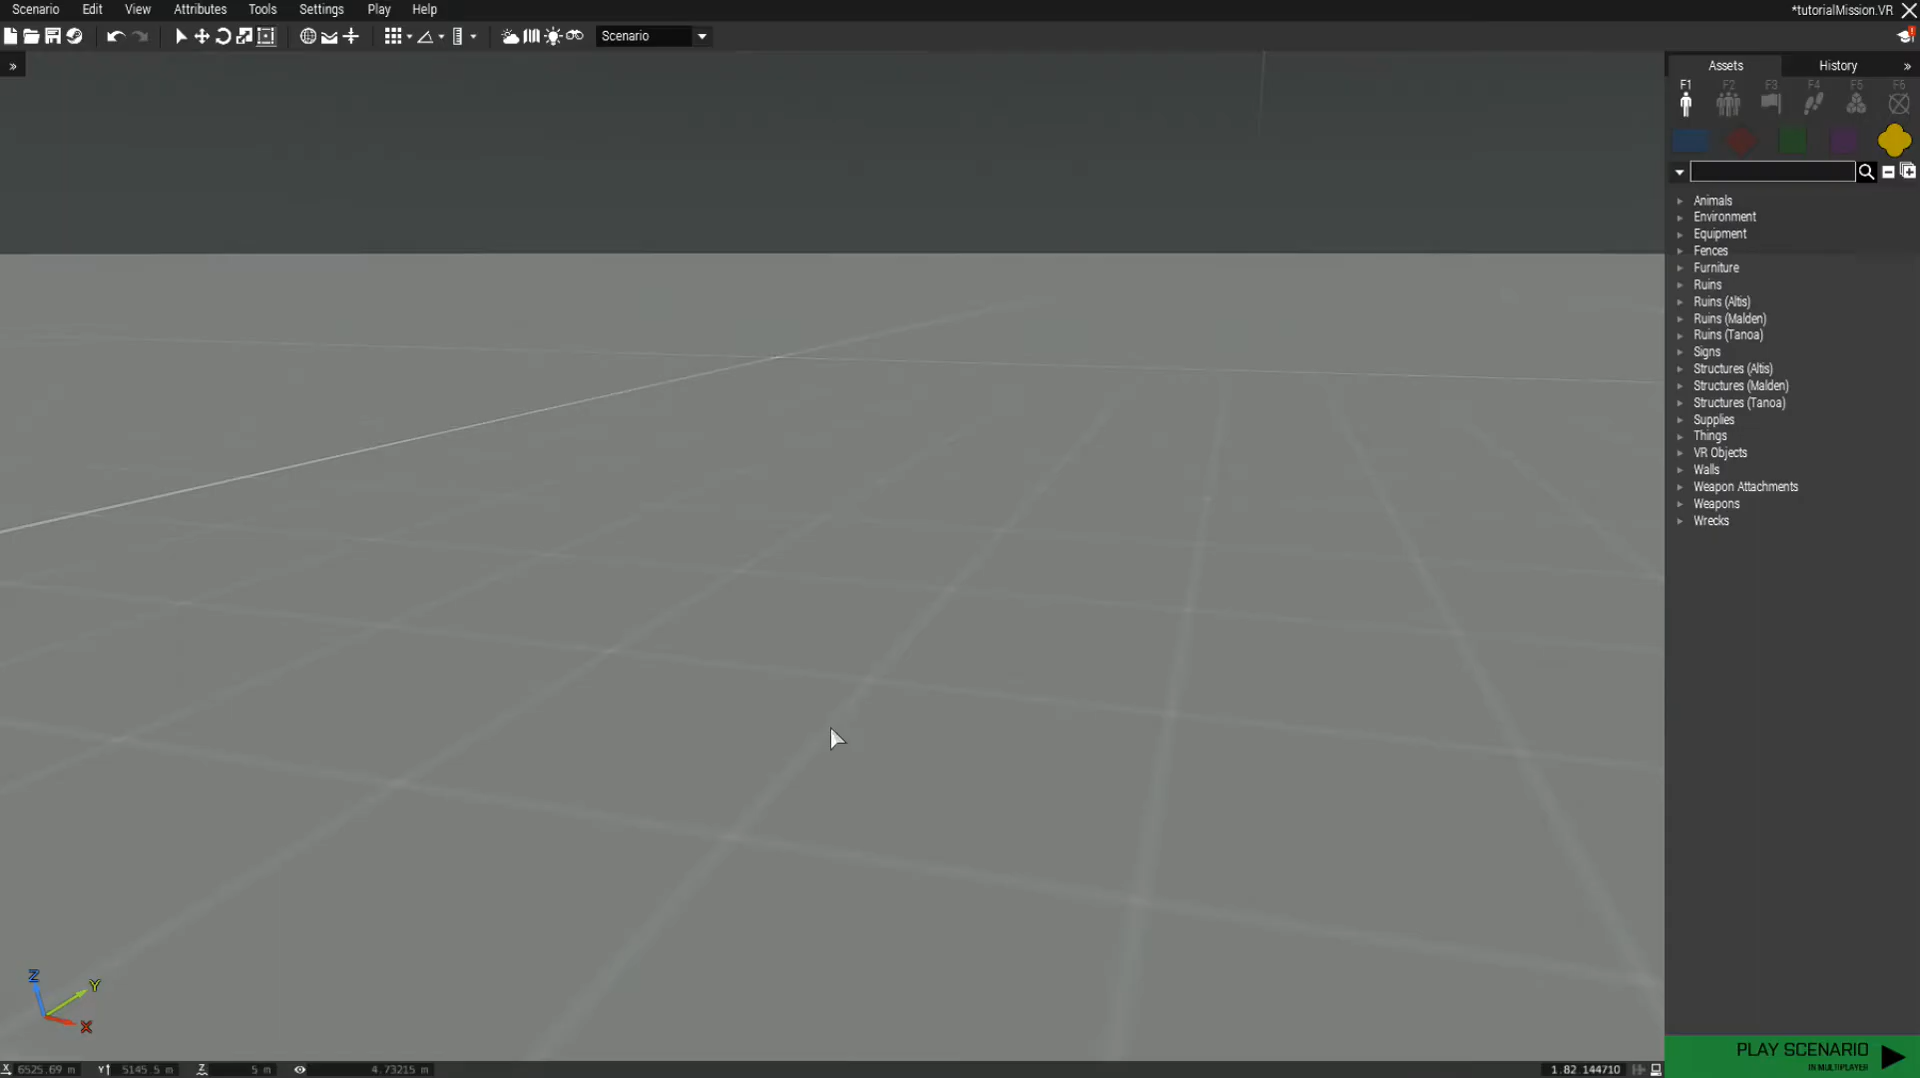 Scenario Edit View Attributes Tools Settings Play Help *tutorialMission.VR
Scenario
Assets History
F1 F2 F3 F4 F5 F6
Animals
Environment
Equipment
Fences
Furniture
Ruins
Ruins (Altis)
Ruins (Malden)
Ruins (Tanoa)
Signs
Structures (Altis)
Structures (Malden)
Structures (Tanoa)
Supplies
Things
VR Objects
Walls
Weapon Attachments
Weapons
Wrecks
Z
Y
X
PLAY SCENARIO
IN MULTIPLAYER
X 6525.69 m Y 5145.5 m Z 5 m 4.73215 m 1.82.144710